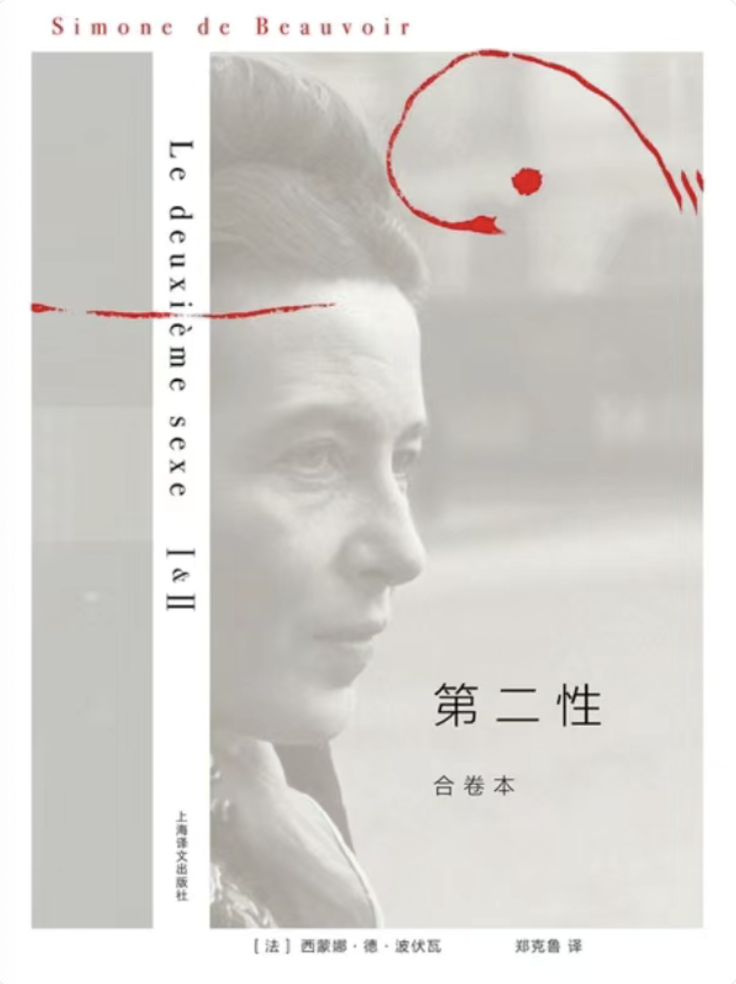 Simone de Beauvoir
Le deuxième sexe I & II
第二性
合卷本
上海译文出版社
[法] 西蒙娜·德·波伏瓦 郑克鲁 译